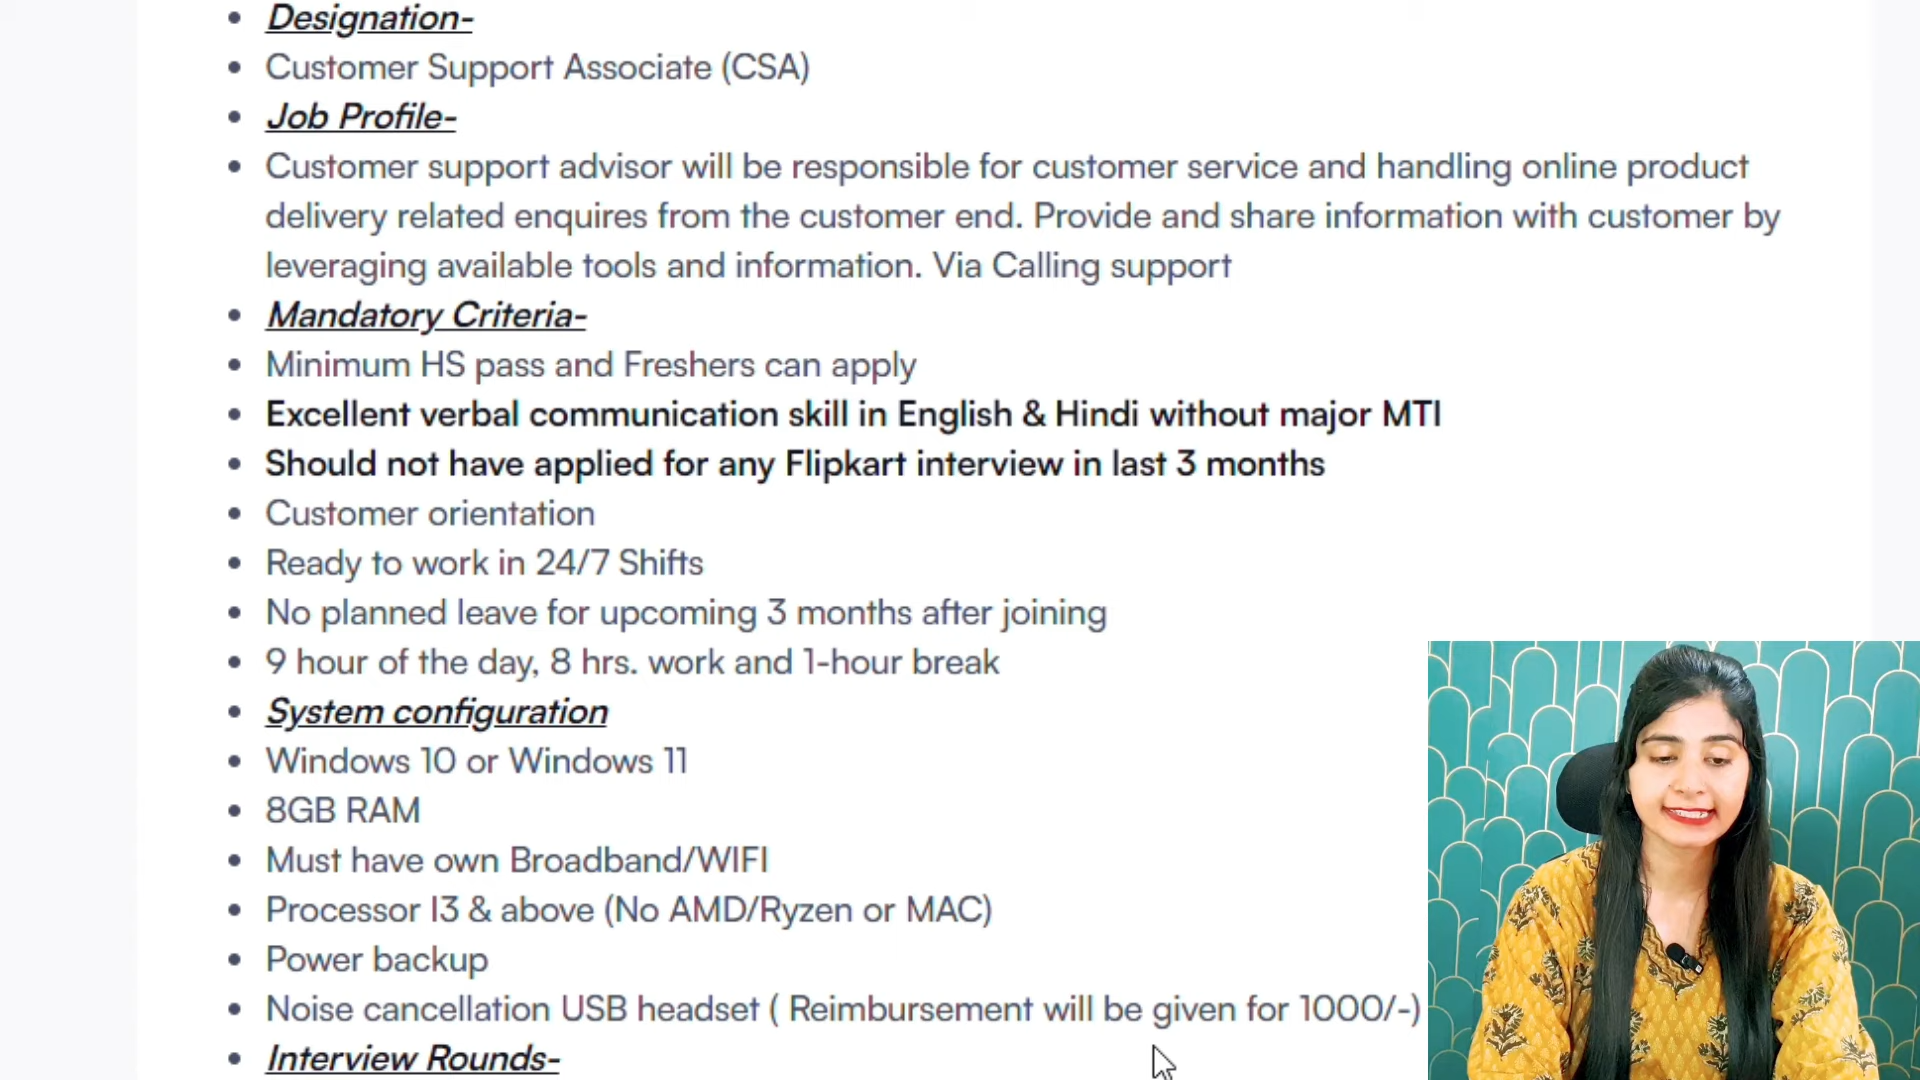 Designation-
Customer Support Associate (CSA)
Job Profile-
Customer support advisor will be responsible for customer service and handling online product
delivery related enquires from the customer end. Provide and share information with customer by
leveraging available tools and information. Via Calling support
Mandatory Criteria-
Minimum HS pass and Freshers can apply
Excellent verbal communication skill in English & Hindi without major MTI
Should not have applied for any Flipkart interview in last 3 months
Customer orientation
Ready to work in 24/7 Shifts
No planned leave for upcoming 3 months after joining
9 hour of the day, 8 hrs. work and 1-hour break
System configuration
Windows 10 or Windows 11
8GB RAM
Must have own Broadband/WIFI
Processor I3 & above (No AMD/Ryzen or MAC)
Power backup
Noise cancellation USB headset ( Reimbursement will be given for 1000/-)
Interview Rounds-